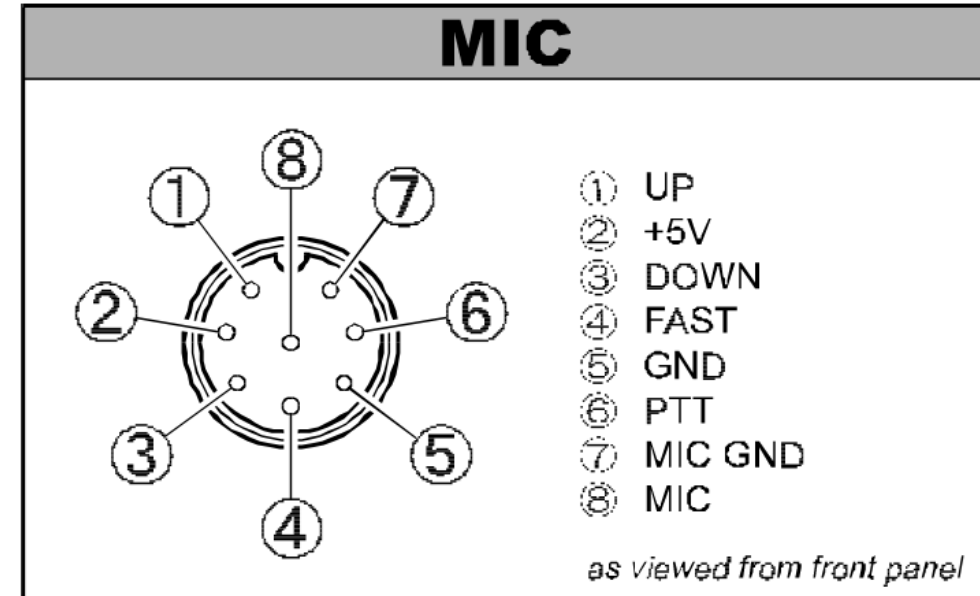 MIC
8
1
7
2
6
3
5
4
① UP
② +5V
③ DOWN
④ FAST
⑤ GND
⑥ PTT
⑦ MIC GND
⑧ MIC
as viewed from front panel